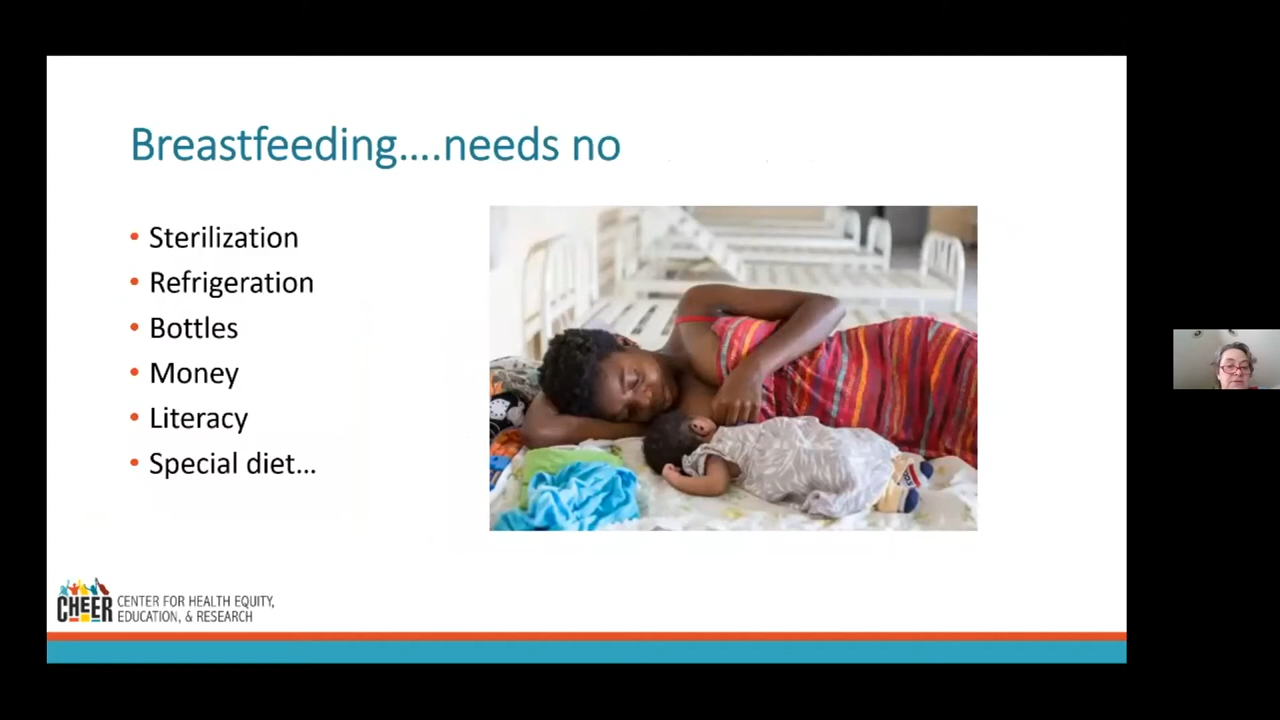 Breastfeeding....needs no
• Sterilization
• Refrigeration
• Bottles
• Money
• Literacy
• Special diet...
CHEER CENTER FOR HEALTH EQUITY,
EDUCATION, & RESEARCH